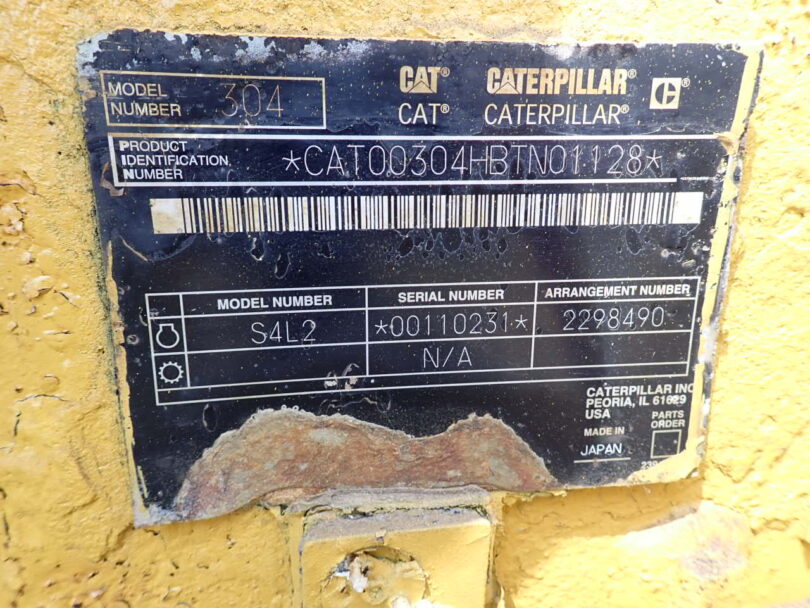 MODEL NUMBER 304
CAT® CATERPILLAR® C®
CAT® CATERPILLAR®
PRODUCT IDENTIFICATION NUMBER *CAT00304HBTN01128*
MODEL NUMBER SERIAL NUMBER ARRANGEMENT NUMBER
S4L2 *00110231* 2298490
N/A
CATERPILLAR INC
PEORIA, IL 61629
USA
PARTS ORDER
MADE IN
JAPAN